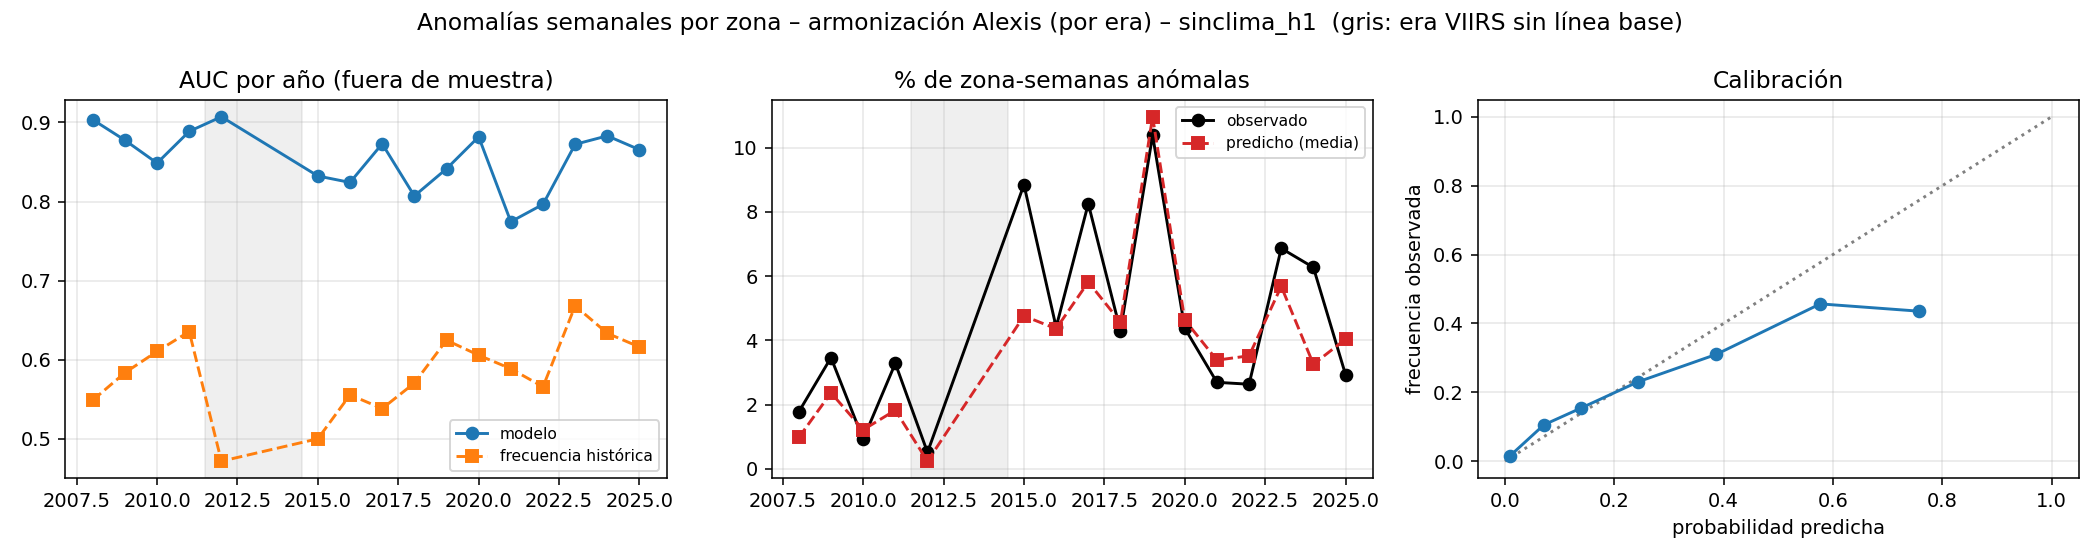 Anomalías semanales por zona – armonización Alexis (por era) – sinclima_h1  (gris: era VIIRS sin línea base)
AUC por año (fuera de muestra)
0.9
0.8
0.7
0.6
0.5
2007.5 2010.0 2012.5 2015.0 2017.5 2020.0 2022.5 2025.0
modelo
frecuencia histórica
% de zona-semanas anómalas
10
8
6
4
2
0
2007.5 2010.0 2012.5 2015.0 2017.5 2020.0 2022.5 2025.0
observado
predicho (media)
Calibración
frecuencia observada
1.0
0.8
0.6
0.4
0.2
0.0
0.0 0.2 0.4 0.6 0.8 1.0
probabilidad predicha